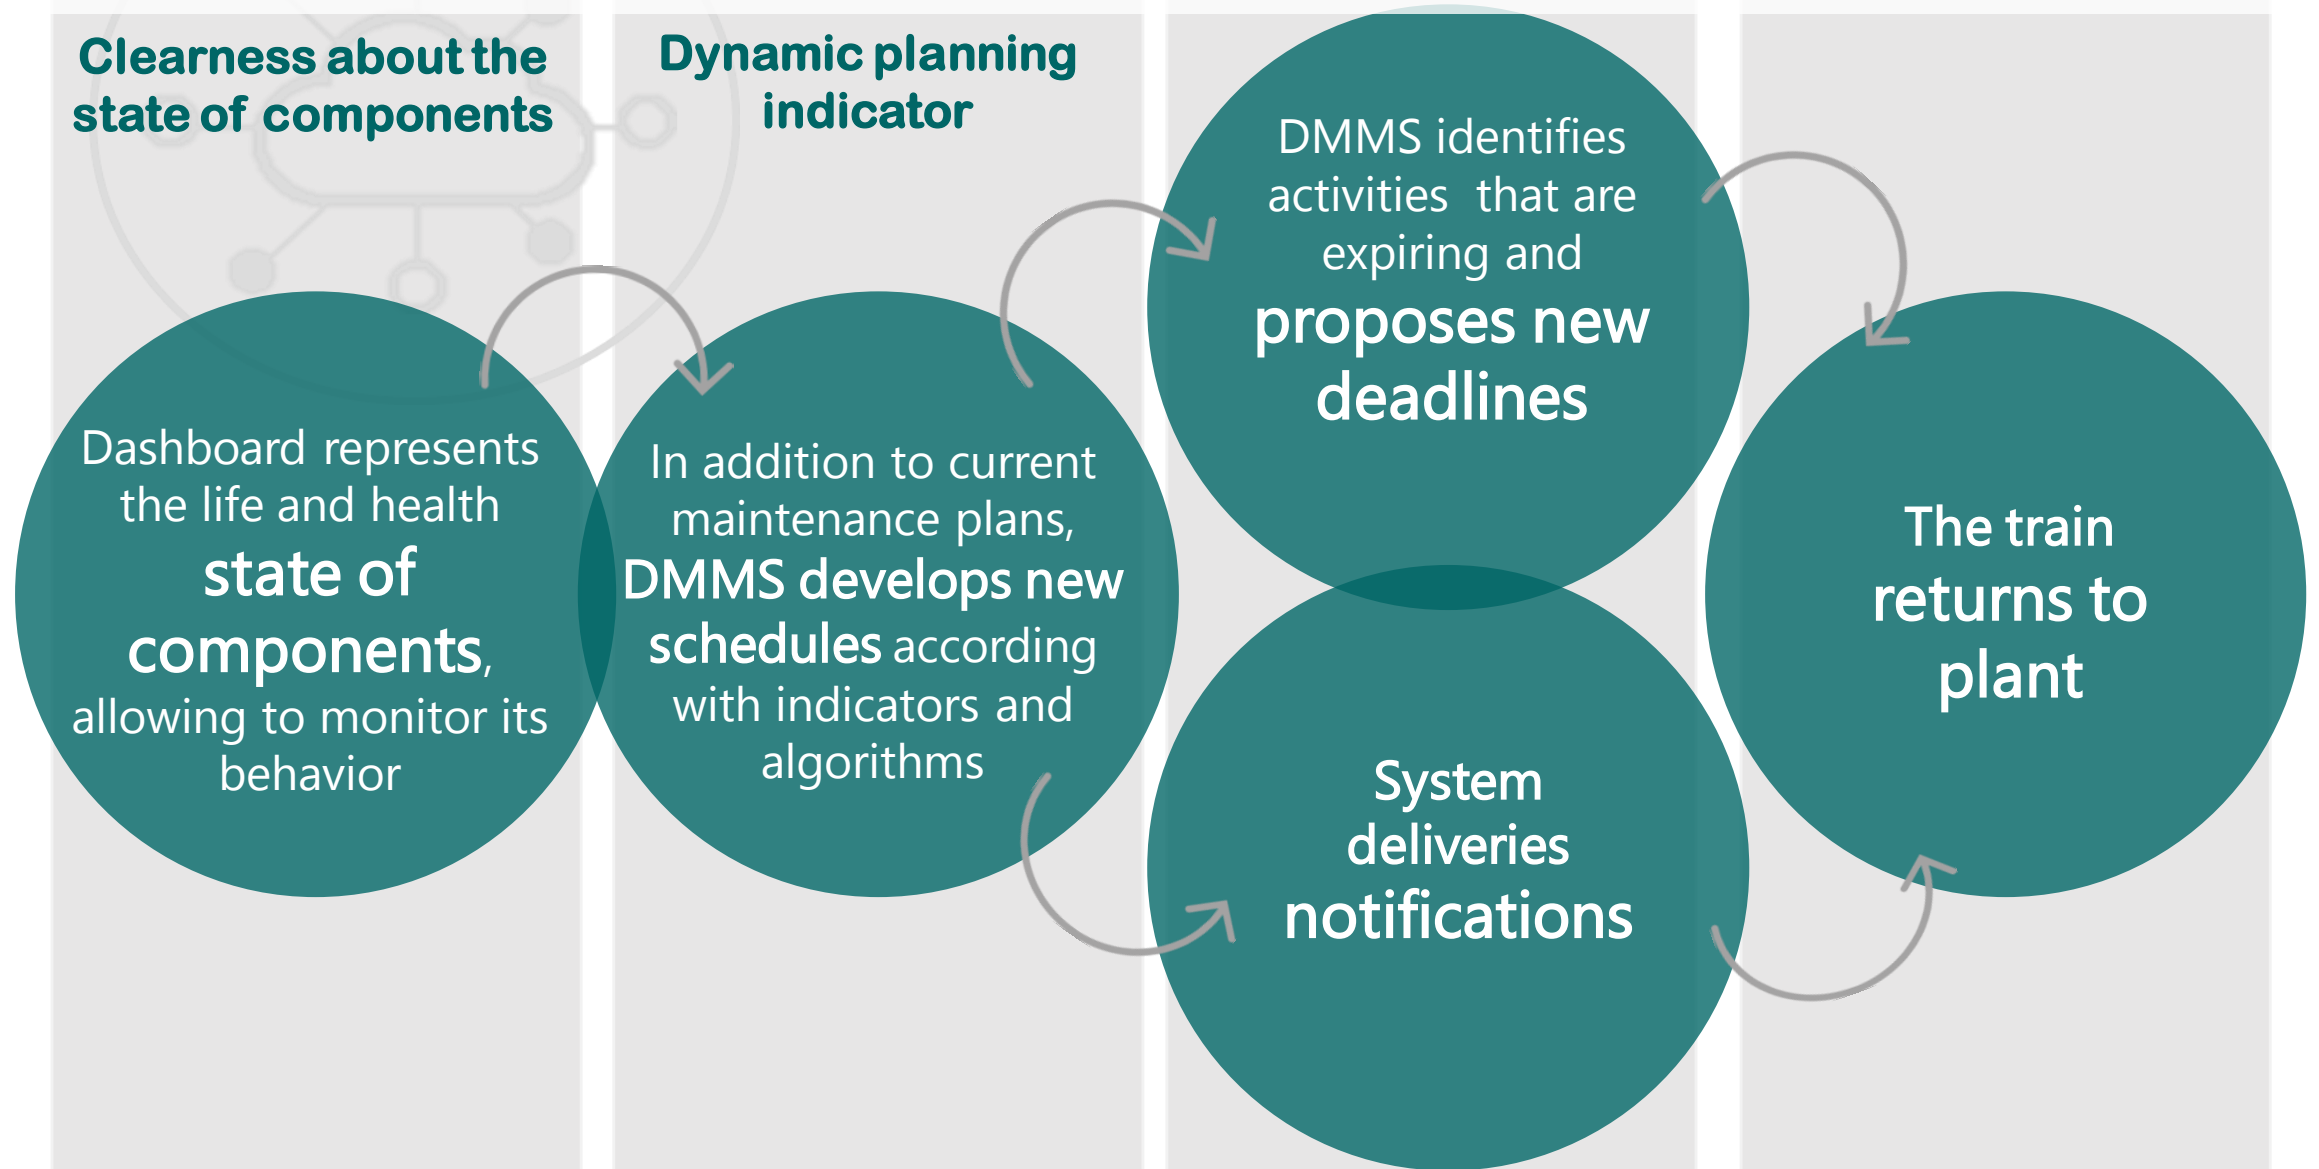 Clearness about the
state of components
Dynamic planning
indicator
Dashboard represents
the life and health
state of
components,
allowing to monitor its
behavior
In addition to current
maintenance plans,
DMMS develops new
schedules according
with indicators and
algorithms
DMMS identifies
activities that are
expiring and
proposes new
deadlines
System
deliveries
notifications
The train
returns to
plant